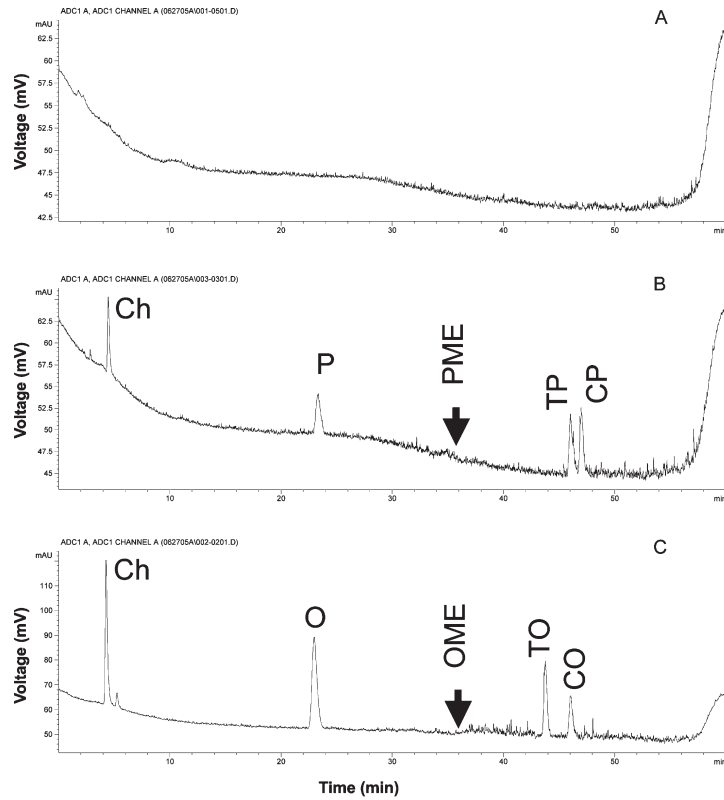 ADC1 A, ADC1 CHANNEL A (062705A\001-0501.D)
A
mAU
62.5
60
57.5
55
52.5
50
47.5
45
42.5
Voltage (mV)
10 20 30 40 50 min
ADC1 A, ADC1 CHANNEL A (062705A\003-0301.D)
B
mAU
62.5
60
57.5
55
52.5
50
47.5
45
Voltage (mV)
Ch
P
PME
TP
CP
10 20 30 40 50 min
ADC1 A, ADC1 CHANNEL A (062705A\002-0201.D)
C
mAU
110
100
90
80
70
60
50
Voltage (mV)
Ch
O
OME
TO
CO
10 20 30 40 50 min
Time (min)